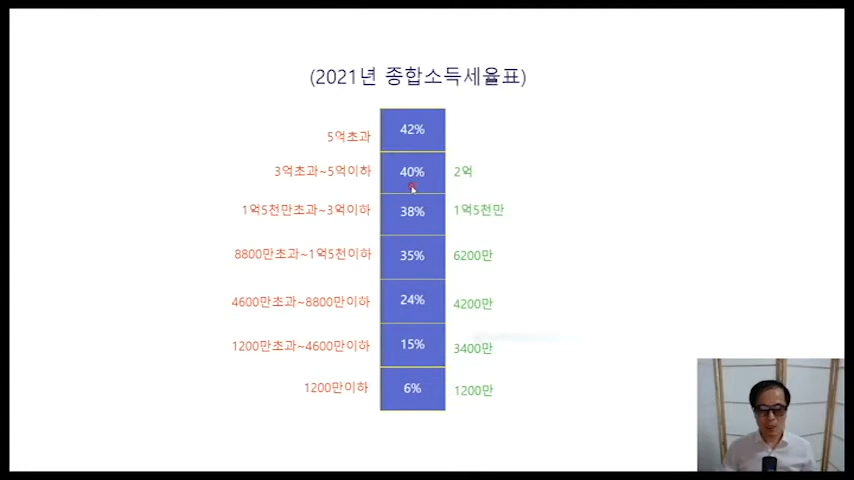 (2021년 종합소득세율표)
5억초과 42%
3억초과~5억이하 40% 2억
1억5천만초과~3억이하 38% 1억5천만
8800만초과~1억5천이하 35% 6200만
4600만초과~8800만이하 24% 4200만
1200만초과~4600만이하 15% 3400만
1200만이하 6% 1200만